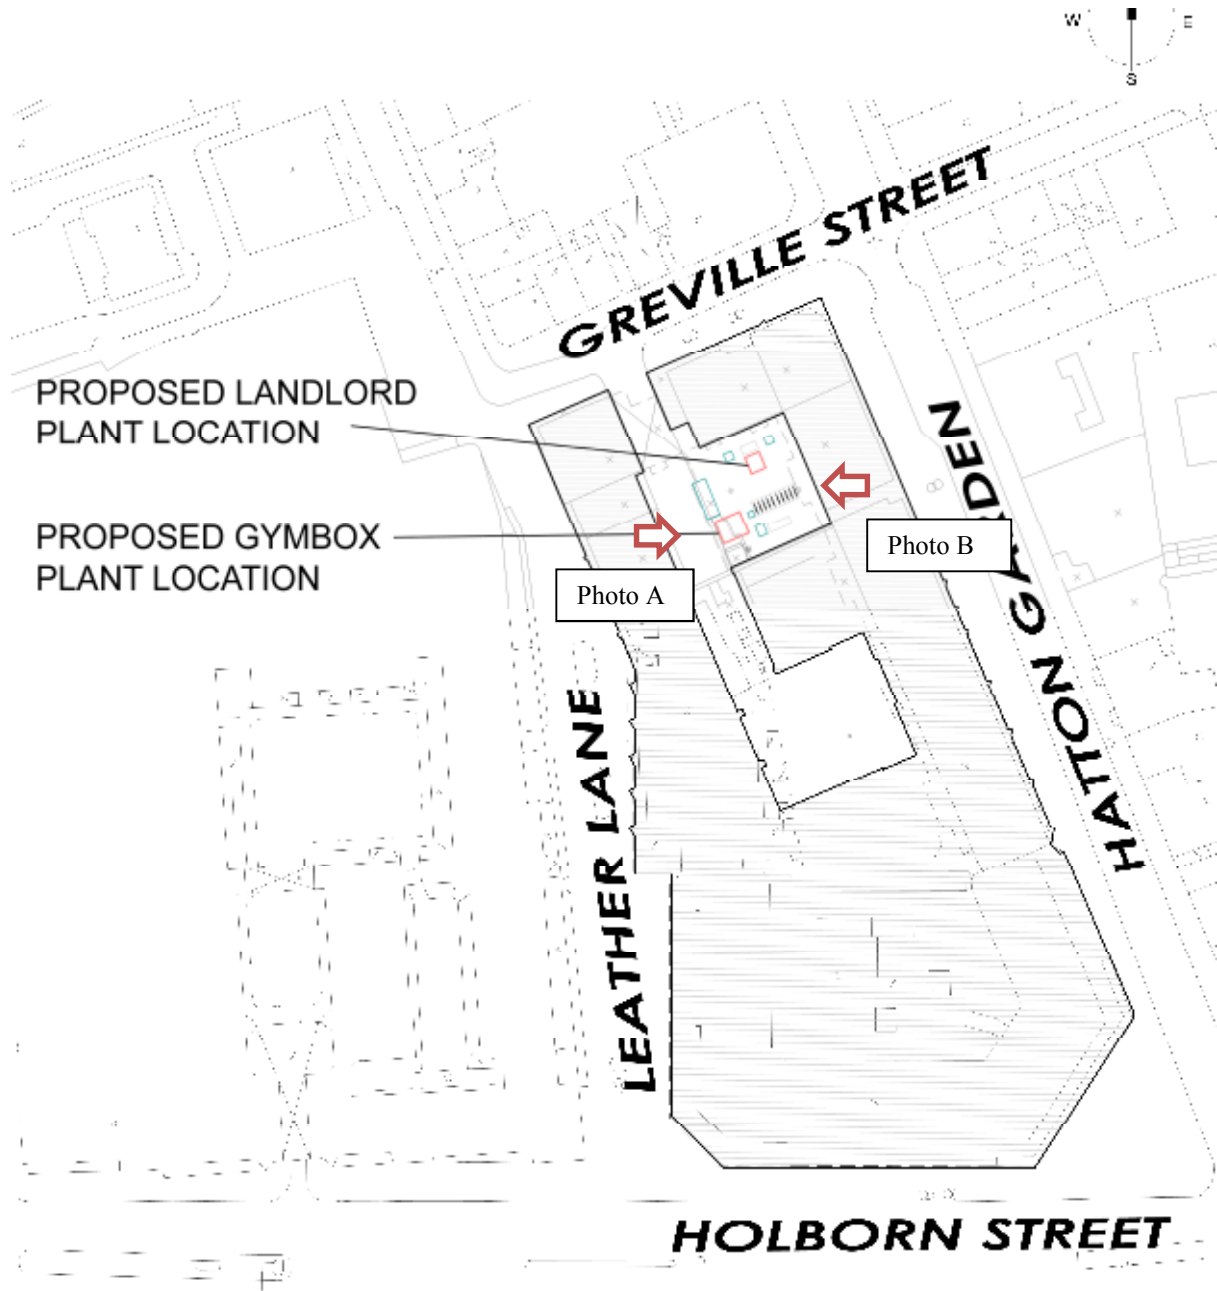 W E
S
GREVILLE STREET
PROPOSED LANDLORD
PLANT LOCATION
PROPOSED GYMBOX
PLANT LOCATION
Photo A
Photo B
HATTON GARDEN
LEATHER LANE
HOLBORN STREET